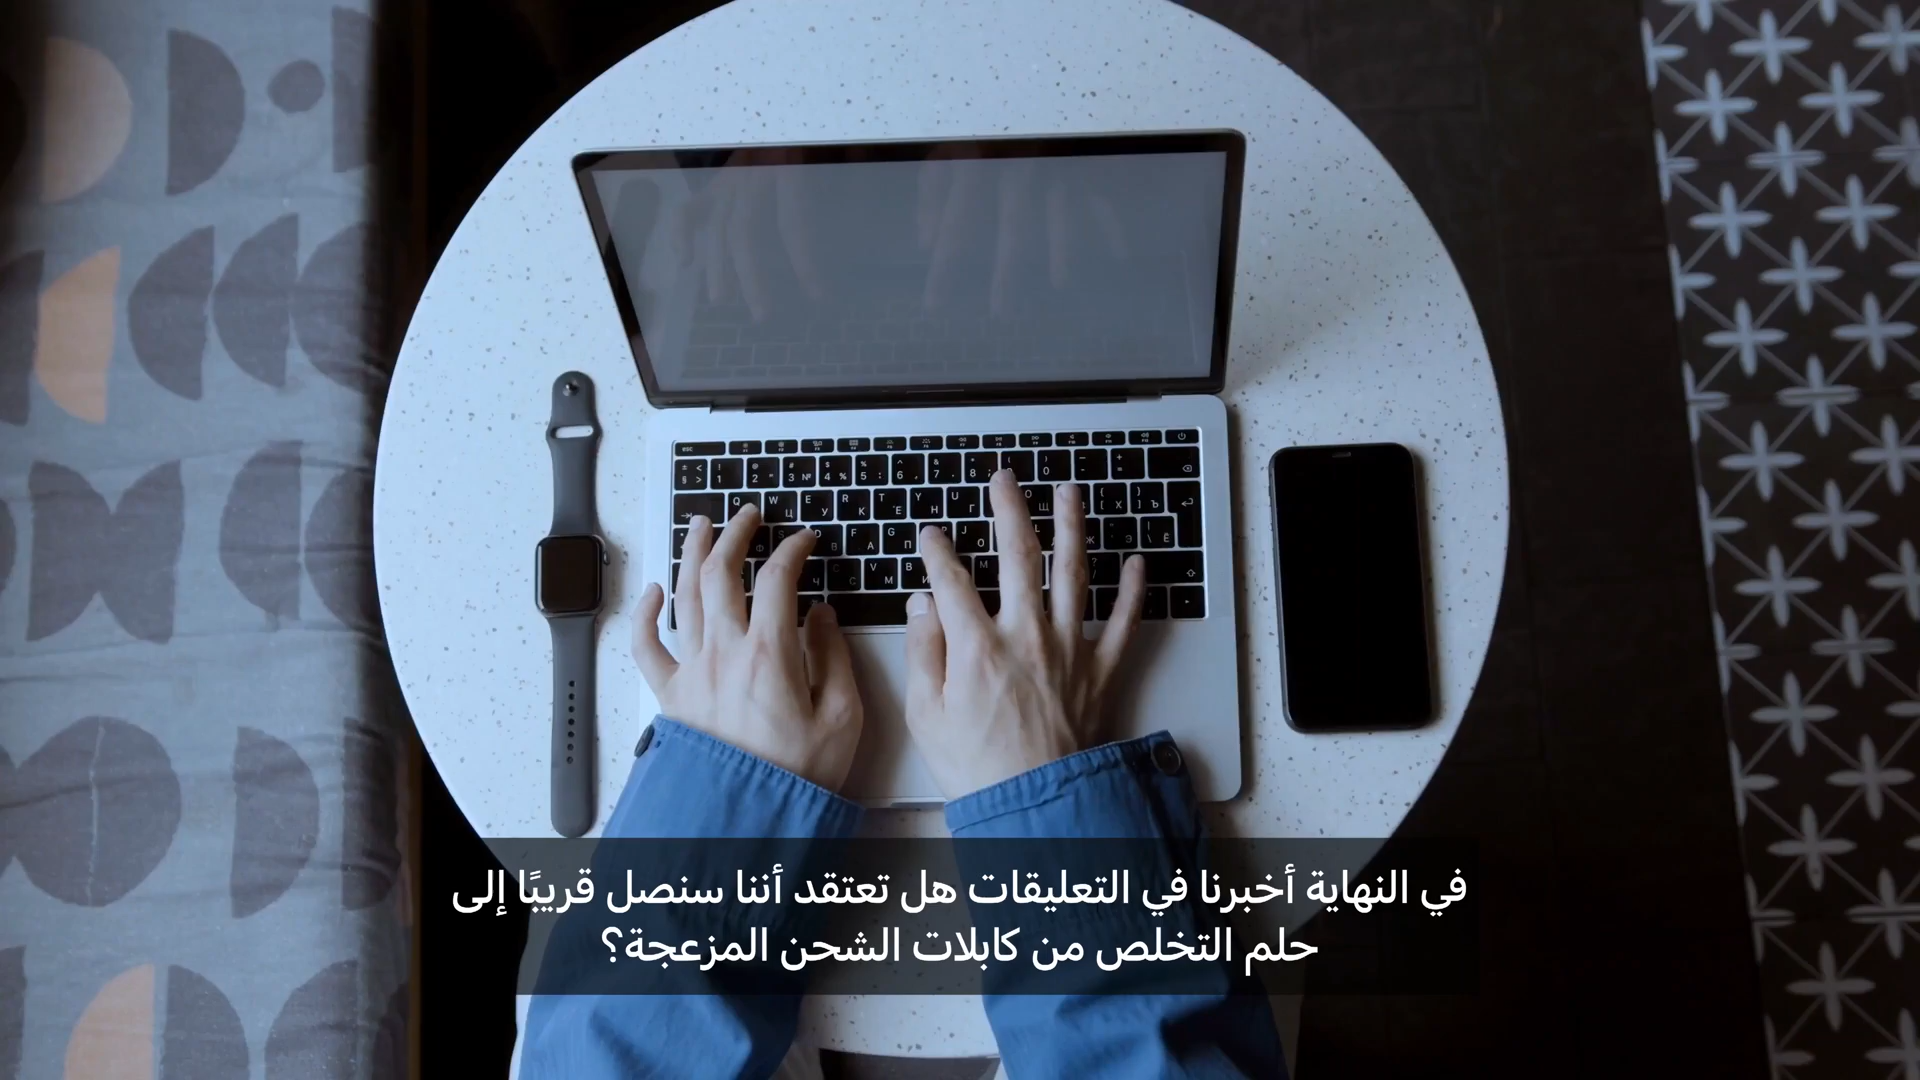 في النهاية أخبرنا في التعليقات هل تعتقد أننا سنصل قريبًا إلى
حلم التخلص من كابلات الشحن المزعجة؟